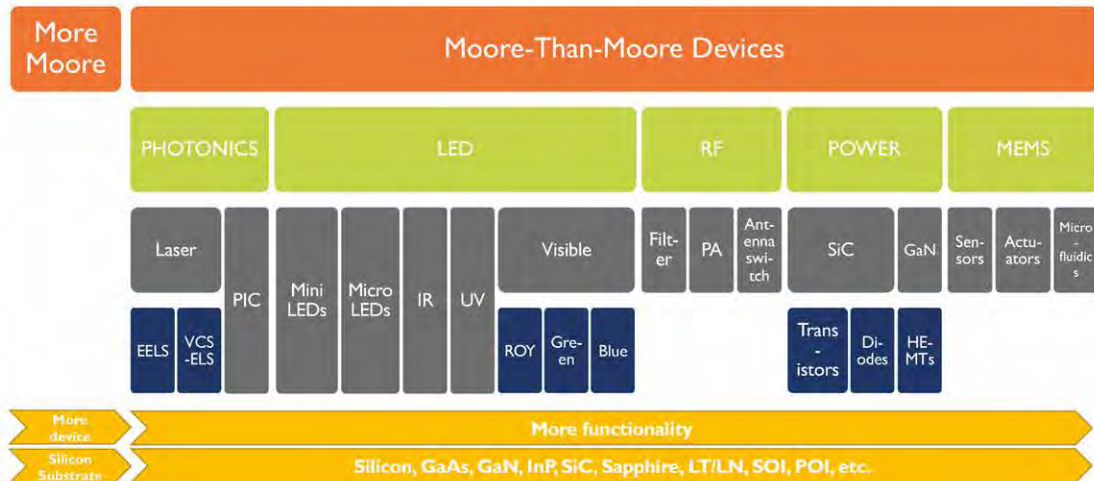 More
Moore
Moore-Than-Moore Devices
PHOTONICS
LED
RF
POWER
MEMS
Laser
PIC
Mini
LEDs
Micro
LEDs
IR
UV
Visible
Filt-
er
PA
Ant-
enna
swi-
tch
SiC
GaN
Sen-
sors
Actu-
ators
Micro
-
fluidic
s
EELS
VCS
-ELS
ROY
Gre-
en
Blue
Trans
-
istors
Di-
odes
HE-
MTs
More
device
More functionality
Silicon
Substrate
Silicon, GaAs, GaN, InP, SiC, Sapphire, LT/LN, SOI, POI, etc.